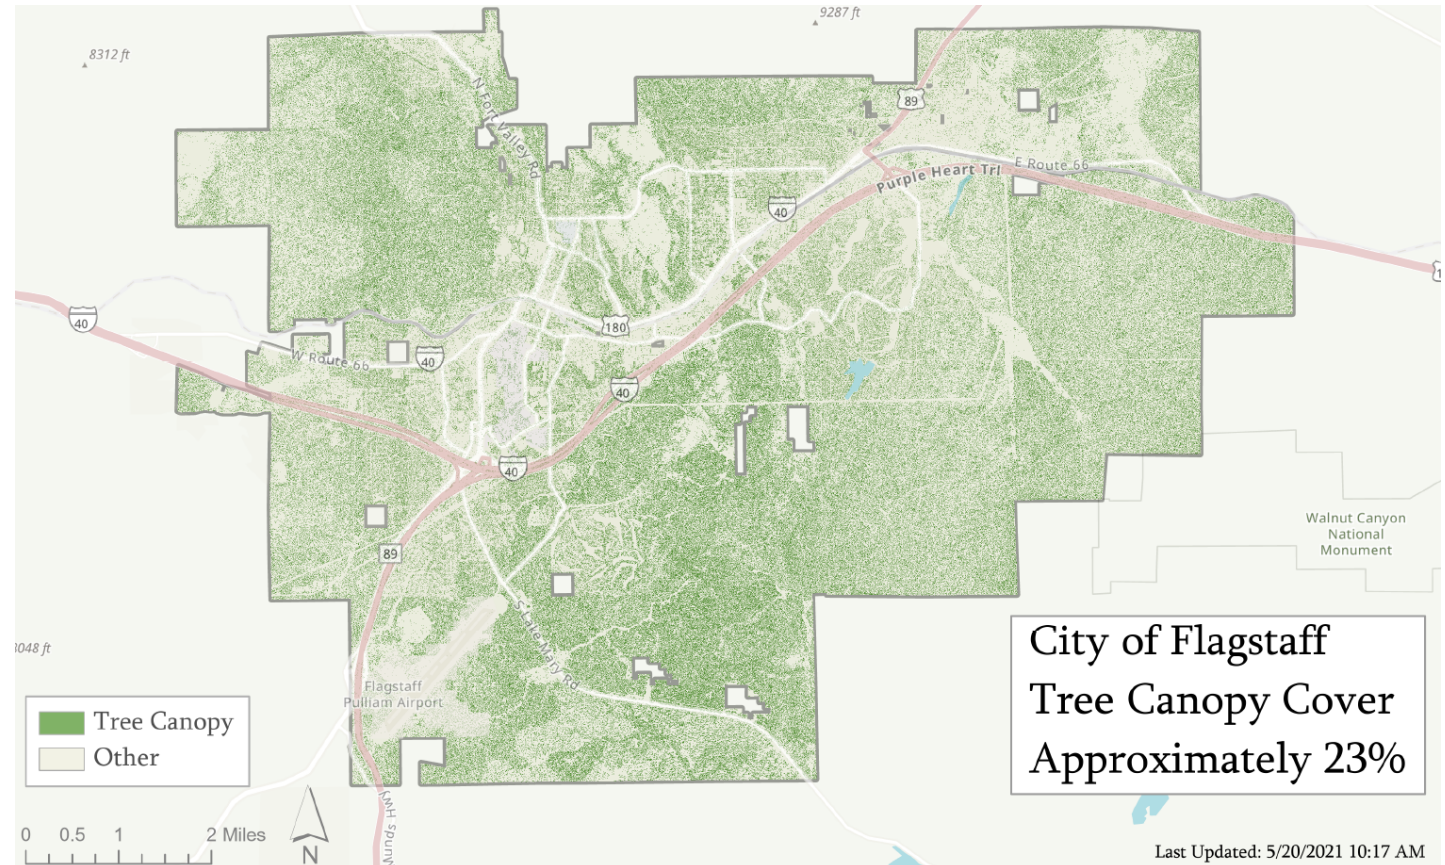 9287 ft
8312 ft
N Fort Valley Rd
89
E Route 66
Purple Heart Trl
40
40
180
W Route 66
40
40
40
Walnut Canyon
National
Monument
89
S Lake Mary Rd
City of Flagstaff
Tree Canopy Cover
Approximately 23%
Flagstaff
Pulliam Airport
Tree Canopy
Other
0 0.5 1 2 Miles
N
Munds Hwy
Last Updated: 5/20/2021 10:17 AM